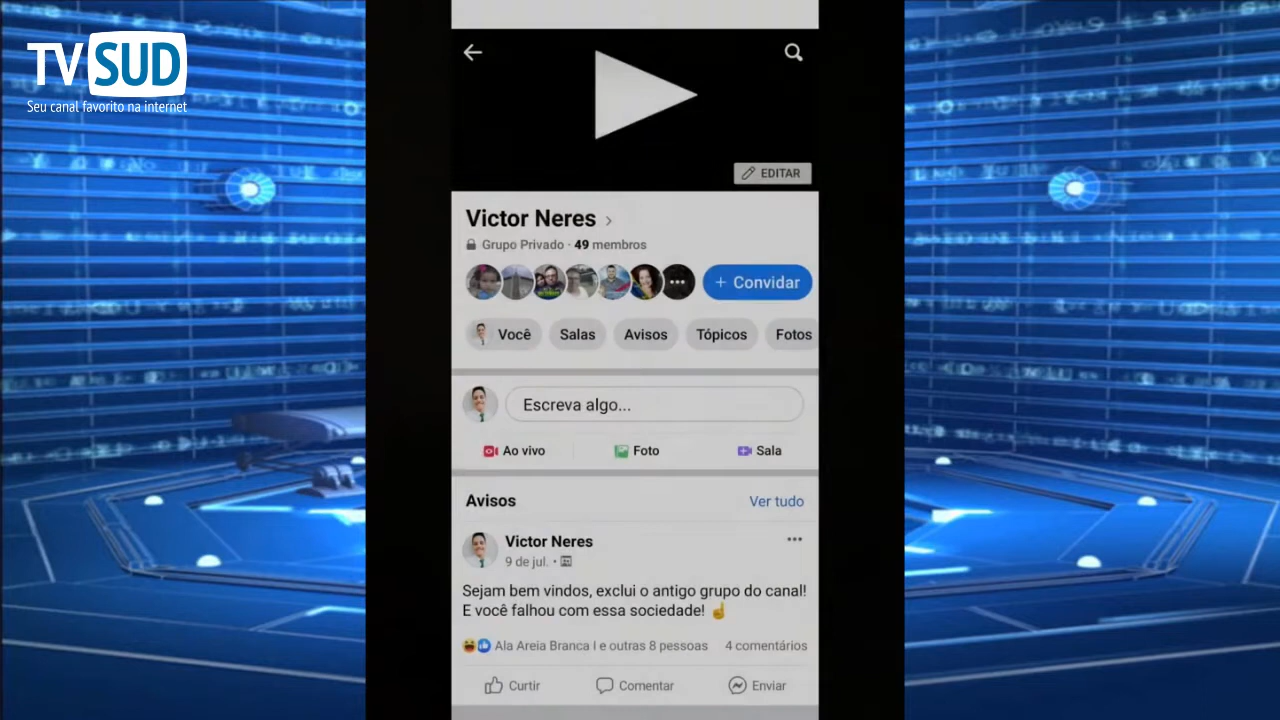 TV SUD
Seu canal favorito na internet
EDITAR
Victor Neres
Grupo Privado · 49 membros
+ Convidar
Você Salas Avisos Tópicos Fotos
Escreva algo...
Ao vivo Foto Sala
Avisos Ver tudo
Victor Neres
9 de jul. ·
Sejam bem vindos, exclui o antigo grupo do canal!
E você falhou com essa sociedade! ☝
Ala Areia Branca I e outras 8 pessoas 4 comentários
Curtir Comentar Enviar